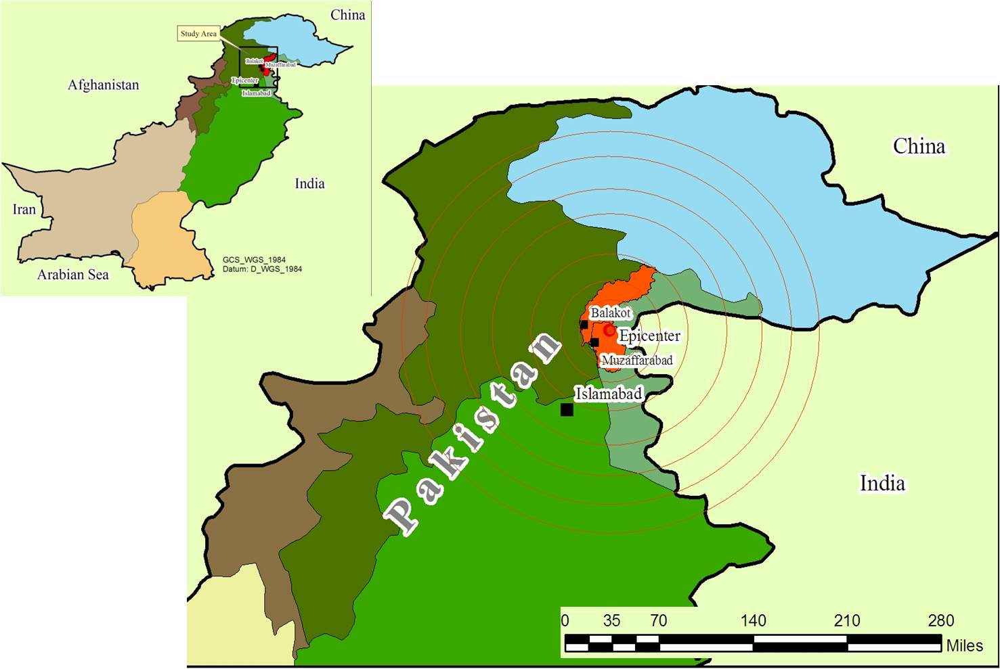 China
Study Area
Balakot
Muzaffarabad
Epicenter
Islamabad
Afghanistan
India
Iran
GCS_WGS_1984
Datum: D_WGS_1984
Arabian Sea
China
Balakot
Epicenter
Muzaffarabad
Islamabad
Pakistan
India
0 35 70 140 210 280
Miles